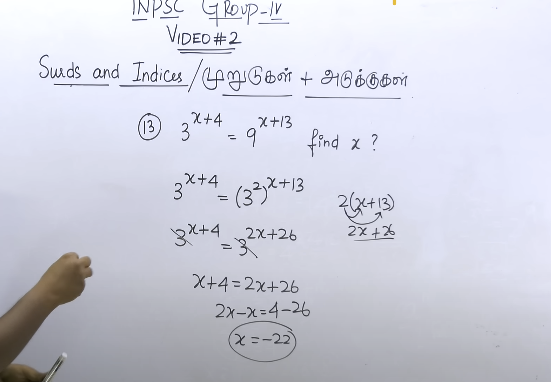 TNPSC GROUP-IV
VIDEO#2
Surds and Indices/முறுடுகள் + அடுக்குகள்
13 3^{x+4} = 9^{x+13} find x ?
3^{x+4} = (3^2)^{x+13}
2(x+13)
2x+26
3^{x+4} = 3^{2x+26}
x+4=2x+26
2x-x=4-26
x=-22